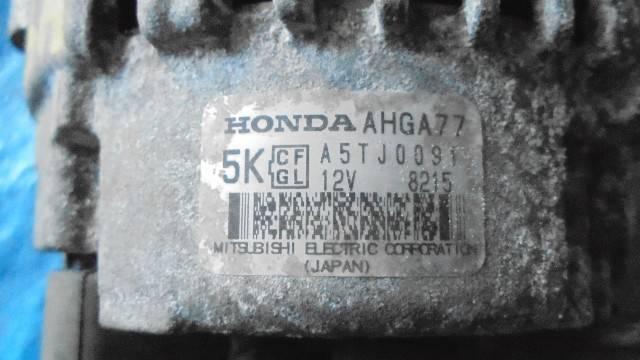 HONDA AHGA77
5K CF GL A5TJ0091
12V 8215
MITSUBISHI ELECTRIC CORPORATION
(JAPAN)